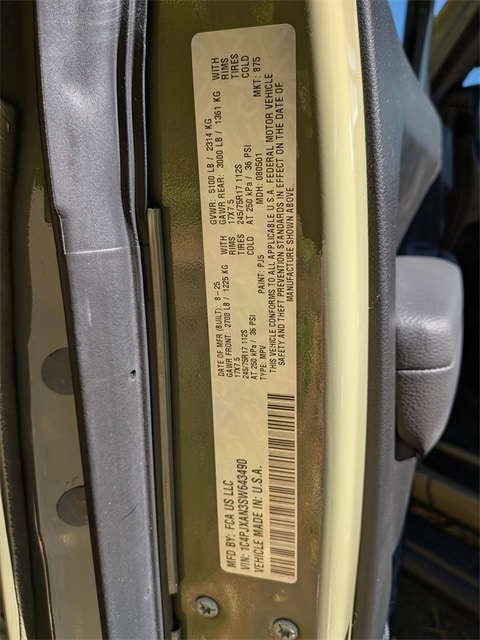 MFD BY: FCA US LLC
VIN: 1C4PJXAN3SW643490
VEHICLE MADE IN: U.S.A.
DATE OF MFR (BUILT): 8-25
GAWR FRONT: 2700 LB / 1225 KG WITH
17X7.5 RIMS
245/75R17 112S TIRES
AT 250 kPa / 36 PSI COLD
TYPE: MPV
GVWR: 5100 LB / 2314 KG
GAWR REAR: 3000 LB / 1361 KG WITH
17X7.5 RIMS
245/75R17 112S TIRES
AT 250 kPa / 36 PSI COLD
PAINT: PJ5 MDH: 080501 MKT: 875
THIS VEHICLE CONFORMS TO ALL APPLICABLE U.S.A. FEDERAL MOTOR VEHICLE
SAFETY AND THEFT PREVENTION STANDARDS IN EFFECT ON THE DATE OF
MANUFACTURE SHOWN ABOVE.